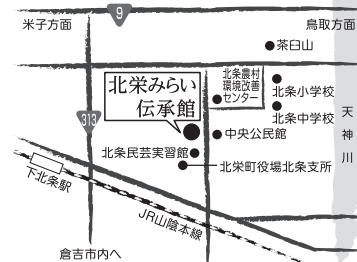 米子方面
9
鳥取方面
茶臼山
北栄みらい
伝承館
北条農村
環境改善
センター
北条小学校
北条中学校
313
中央公民館
天神川
北条民芸実習館
北栄町役場北条支所
下北条駅
JR山陰本線
倉吉市内へ